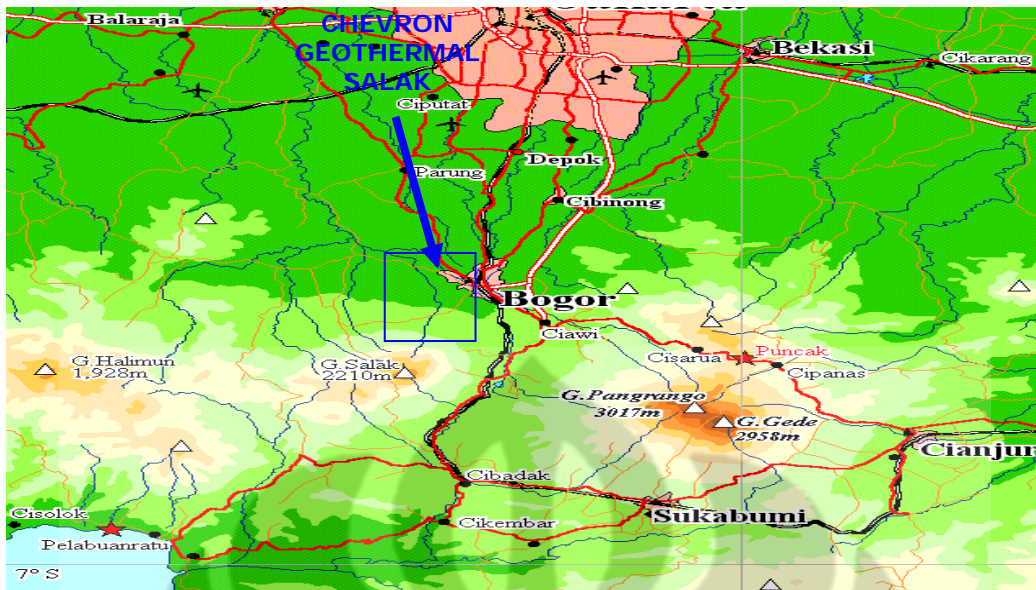 Balaraja
CHEVRON
GEOTHERMAL
SALAK
Bekasi
Cikarang
Ciputat
Parung
Depok
Cibinong
Bogor
Ciawi
G.Halimun
1,928m
G.Salak
2210m
Cisarua
Puncak
Cipanas
G.Pangrango
3017m
G.Gede
2958m
Cianjur
Cibadak
Cisolok
Cikembar
Sukabumi
Pelabuanratu
7° S